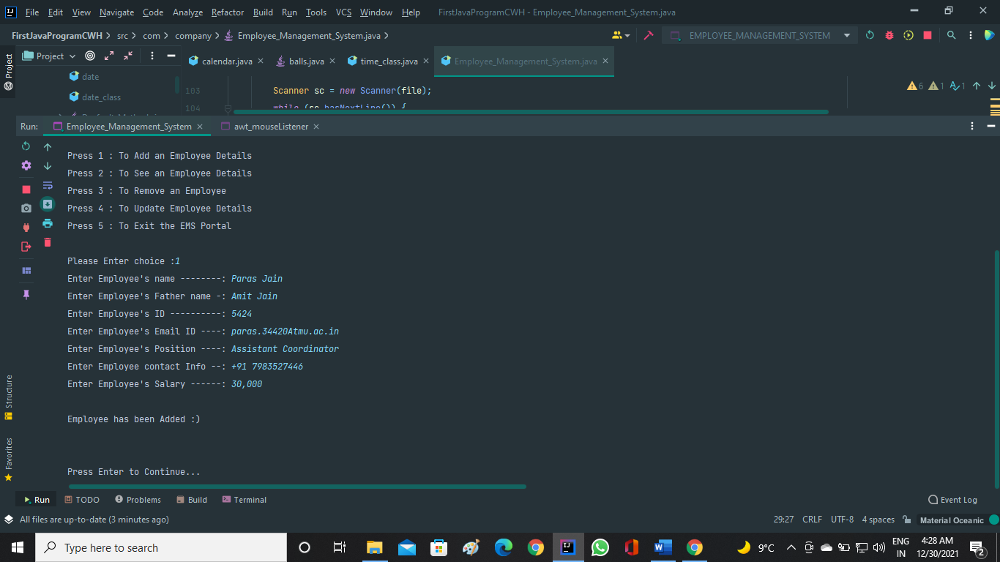 File Edit View Navigate Code Analyze Refactor Build Run Tools VCS Window Help FirstJavaProgramCWH - Employee_Management_System.java
FirstJavaProgramCWH src com company Employee_Management_System.java EMPLOYEE_MANAGEMENT_SYSTEM
Project
Project calendar.java balls.java time_class.java Employee_Management_System.java
date
date_class
103 Scanner sc = new Scanner(file);
104 while (sc.hasNextLine()) {
6 1 1
Run: Employee_Management_System awt_mouseListener
Press 1 : To Add an Employee Details
Press 2 : To See an Employee Details
Press 3 : To Remove an Employee
Press 4 : To Update Employee Details
Press 5 : To Exit the EMS Portal
Please Enter choice :1
Enter Employee's name --------: Paras Jain
Enter Employee's Father name -: Amit Jain
Enter Employee's ID ----------: 5424
Enter Employee's Email ID ----: paras.34420Atmu.ac.in
Enter Employee's Position ----: Assistant Coordinator
Enter Employee contact Info --: +91 7983527446
Enter Employee's Salary ------: 30,000
Employee has been Added :)
Press Enter to Continue...
Structure
Favorites
Run TODO Problems Build Terminal Event Log
All files are up-to-date (3 minutes ago) 29:27 CRLF UTF-8 4 spaces Material Oceanic
Type here to search 9°C ENG 4:28 AM
IN 12/30/2021 2